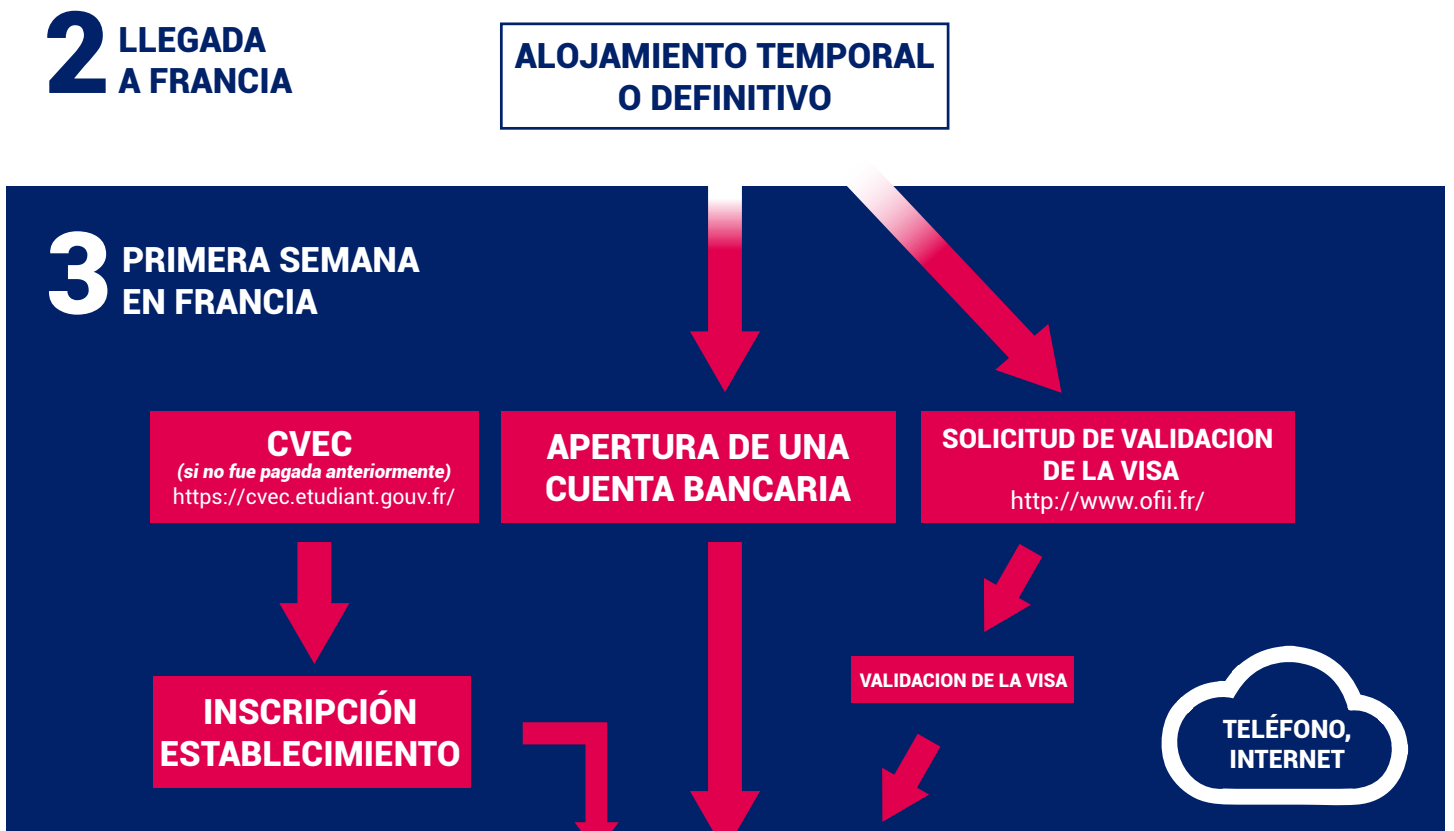 2 LLEGADA
A FRANCIA
ALOJAMIENTO TEMPORAL
O DEFINITIVO
3 PRIMERA SEMANA
EN FRANCIA
CVEC
(si no fue pagada anteriormente)
https://cvec.etudiant.gouv.fr/
APERTURA DE UNA
CUENTA BANCARIA
SOLICITUD DE VALIDACION
DE LA VISA
http://www.ofii.fr/
INSCRIPCIÓN
ESTABLECIMIENTO
VALIDACION DE LA VISA
TELÉFONO,
INTERNET